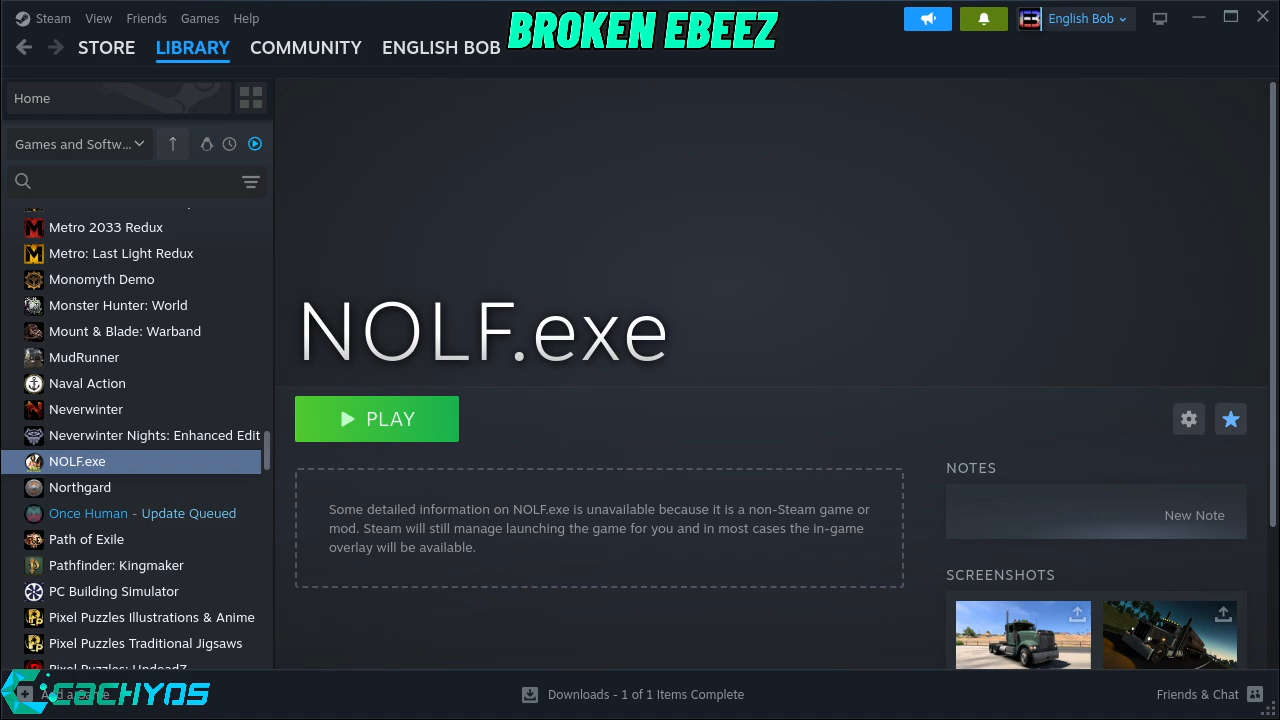 Steam View Friends Games Help
BROKEN EBEEZ
English Bob
STORE LIBRARY COMMUNITY ENGLISH BOB
Home
Games and Softw...
Metro 2033 Redux
Metro: Last Light Redux
Monomyth Demo
Monster Hunter: World
Mount & Blade: Warband
MudRunner
Naval Action
Neverwinter
Neverwinter Nights: Enhanced Edit
NOLF.exe
Northgard
Once Human - Update Queued
Path of Exile
Pathfinder: Kingmaker
PC Building Simulator
Pixel Puzzles Illustrations & Anime
Pixel Puzzles Traditional Jigsaws
Pixel Puzzles: UndeadZ
NOLF.exe
PLAY
Some detailed information on NOLF.exe is unavailable because it is a non-Steam game or
mod. Steam will still manage launching the game for you and in most cases the in-game
overlay will be available.
NOTES
New Note
SCREENSHOTS
CACHYOS
Downloads - 1 of 1 Items Complete
Friends & Chat